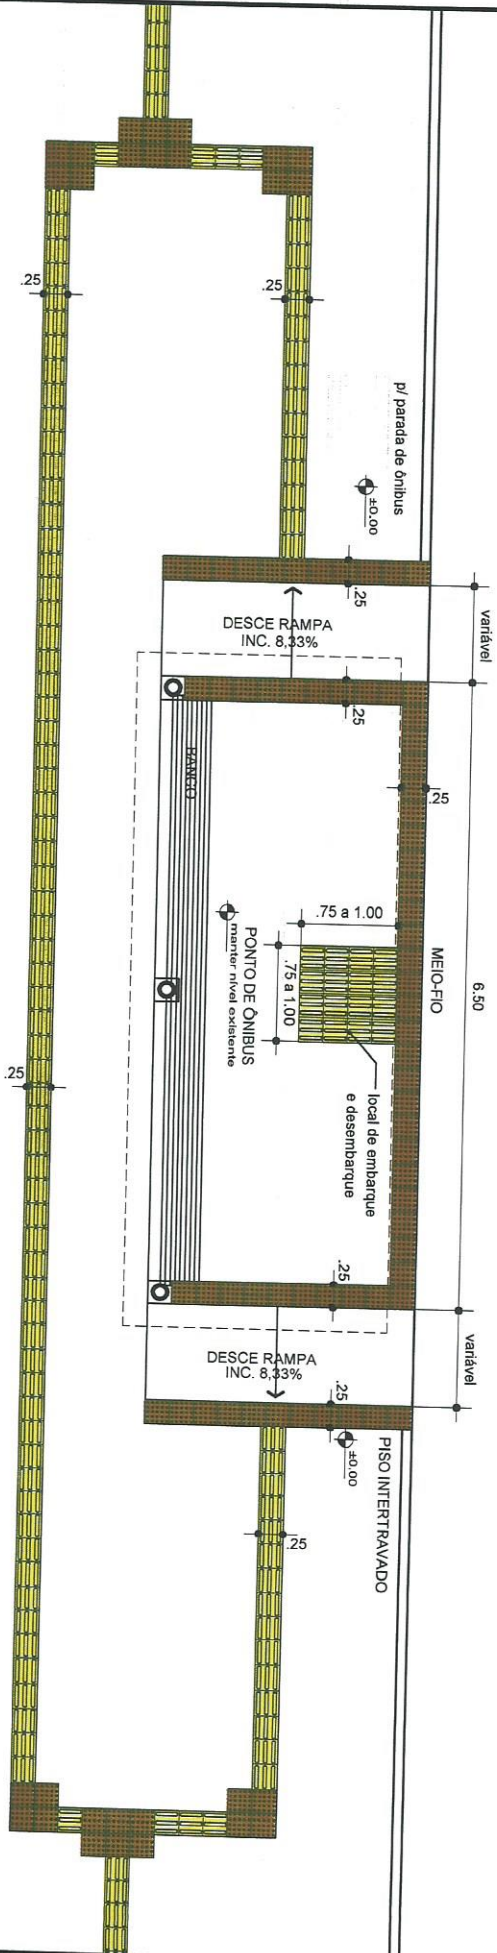 .25
.25
p/ parada de ônibus
±0.00
.25
variável
DESCE RAMPA
INC. 8,33%
.25
.25
BANCO
6.50
MEIO-FIO
.75 a 1.00
.75 a 1.00
PONTO DE ÔNIBUS
manter nível existente
local de embarque
e desembarque
.25
.25
variável
DESCE RAMPA
INC. 8,33%
.25
±0.00
PISO INTERTRAVADO
.25